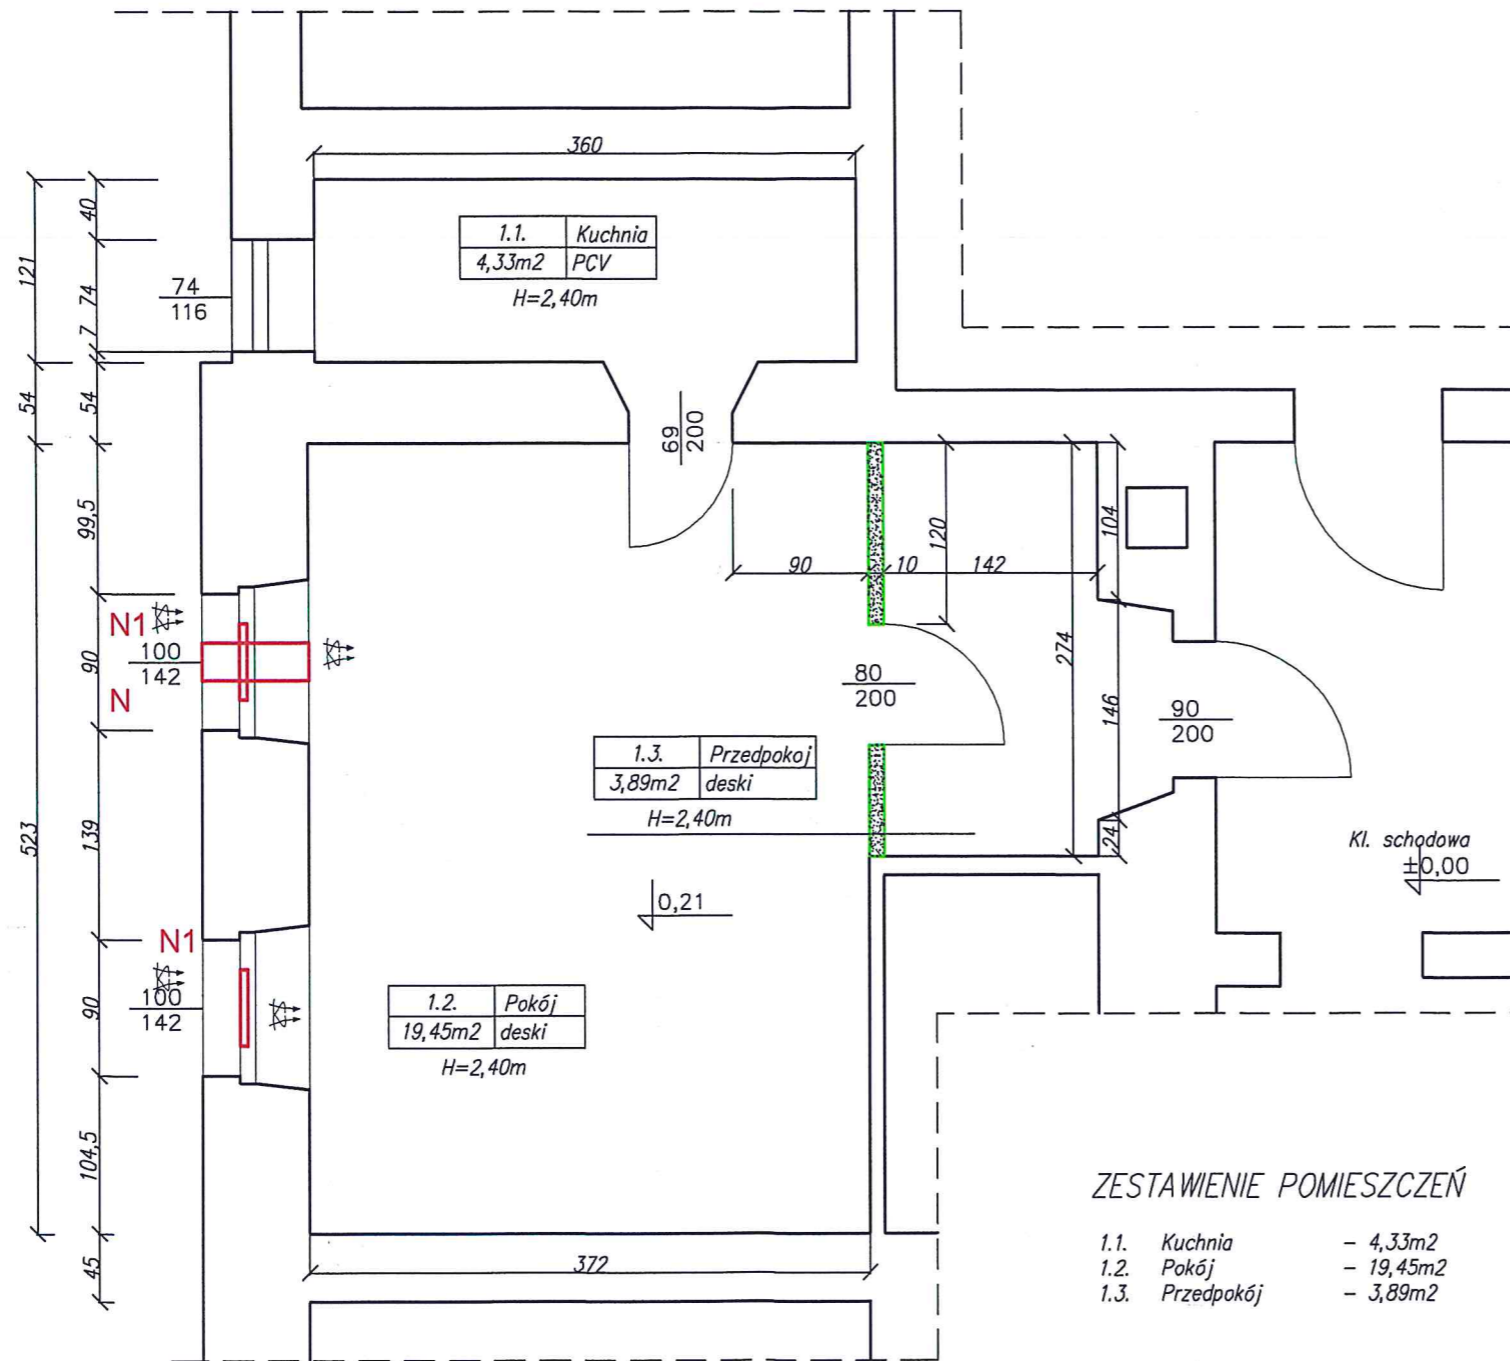 360
40
1.1. Kuchnia
4,33m2 PCV
H=2,40m
121
74
74
116
7
54
54
69
200
99,5
120
104
90
10
142
N1
100
142
N
90
274
80
200
146
90
200
1.3. Przedpokoj
3,89m2 deski
H=2,40m
523
139
24
Kl. schodowa
±0,00
0,21
N1
100
142
90
1.2. Pokój
19,45m2 deski
H=2,40m
104,5
45
372
ZESTAWIENIE POMIESZCZEŃ
1.1. Kuchnia – 4,33m2
1.2. Pokój – 19,45m2
1.3. Przedpokój – 3,89m2